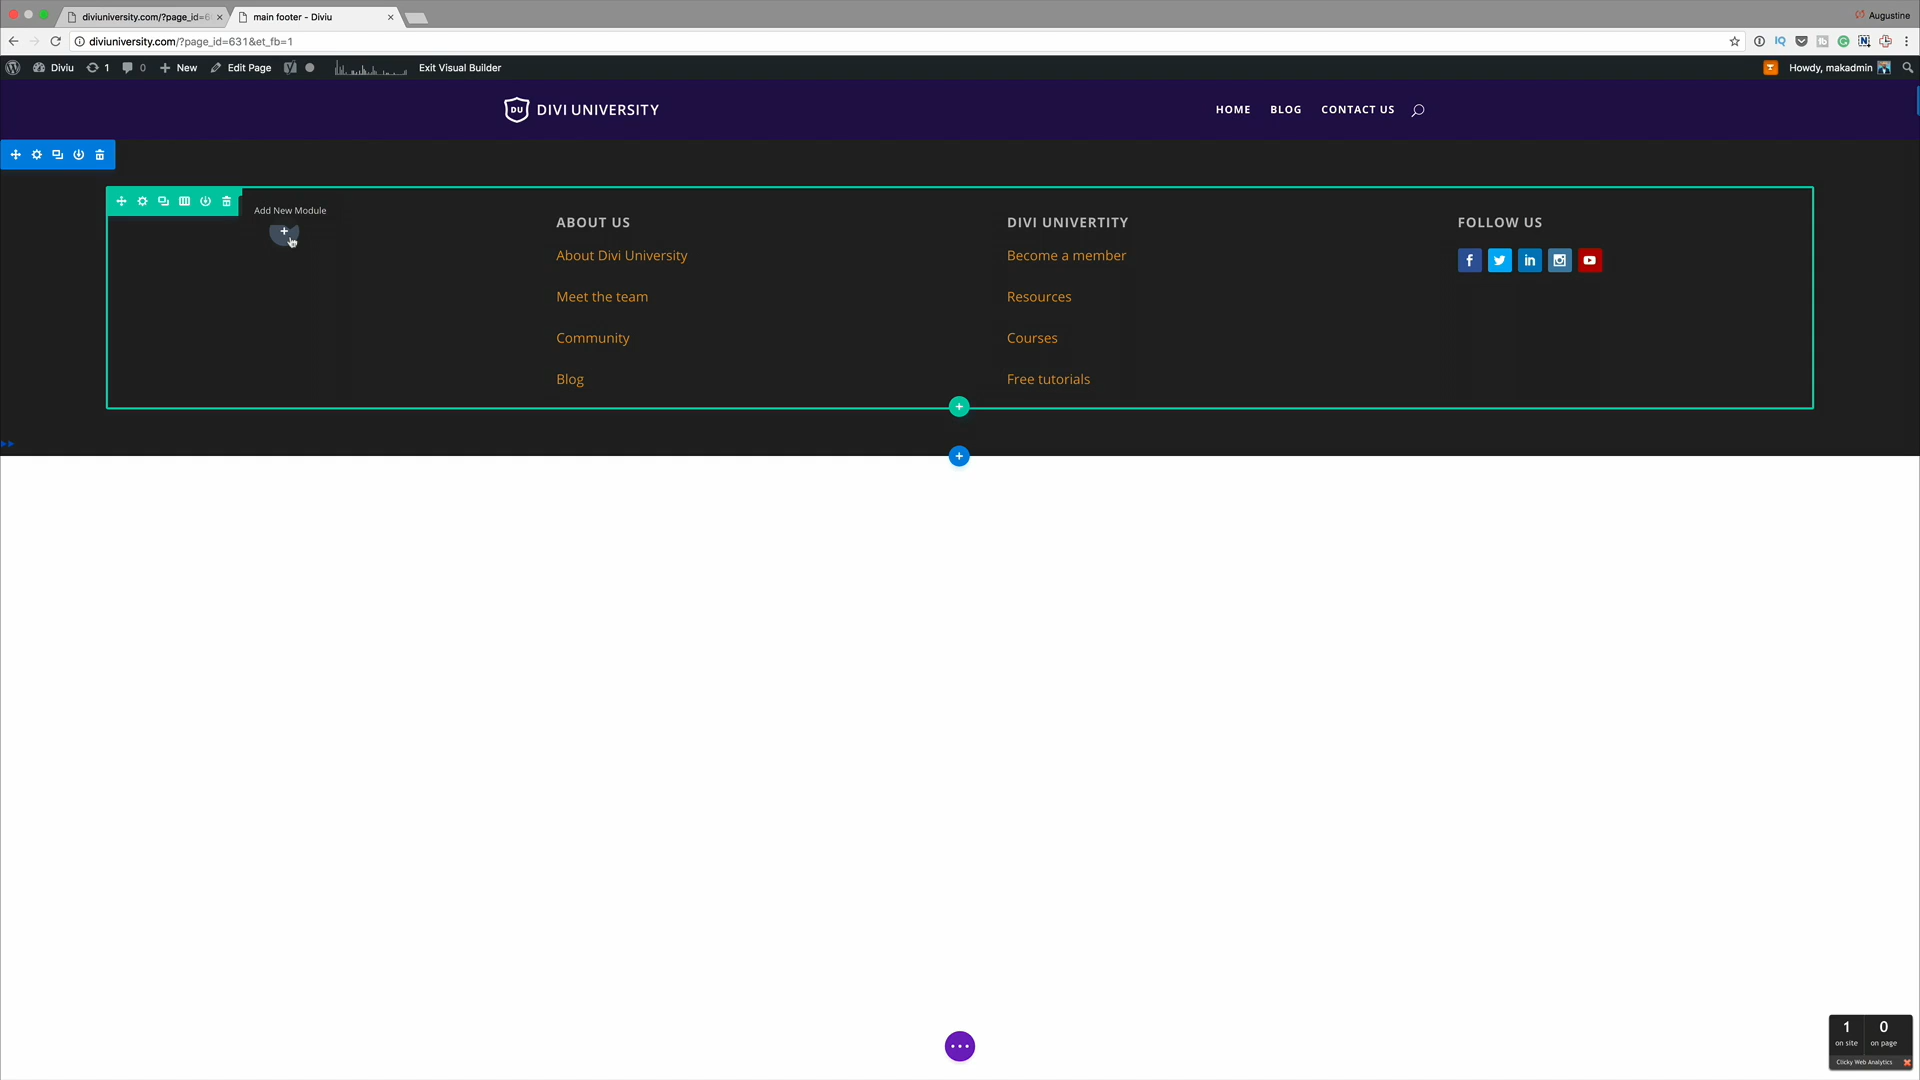 diviuniversity.com/?page_id=6
main footer - Diviu
Augustine
diviuniversity.com/?page_id=631&et_fb=1
Diviu
1
0
New
Edit Page
Exit Visual Builder
Howdy, makadmin
DU DIVI UNIVERSITY
HOME
BLOG
CONTACT US
Add New Module
ABOUT US
DIVI UNIVERTITY
FOLLOW US
About Divi University
Become a member
Meet the team
Resources
Community
Courses
Blog
Free tutorials
1
0
on site
on page
Clicky Web Analytics